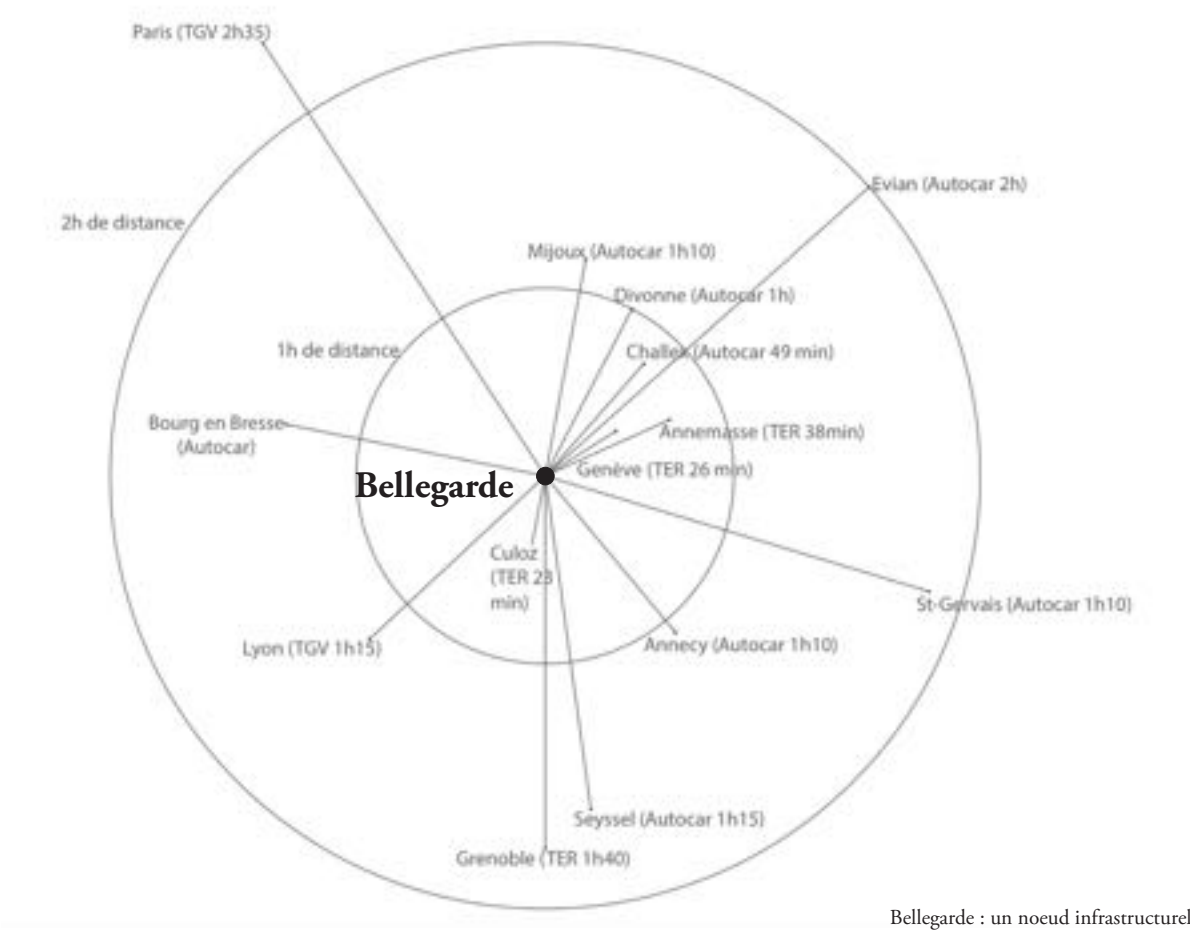 Paris (TGV 2h35)
Evian (Autocar 2h)
2h de distance
Mijoux (Autocar 1h10)
Divonne (Autocar 1h)
1h de distance
Challex (Autocar 49 min)
Bourg en Bresse
(Autocar)
Annemasse (TER 38min)
Genève (TER 26 min)
Bellegarde
Culoz
(TER 23
min)
St-Gervais (Autocar 1h10)
Lyon (TGV 1h15)
Annecy (Autocar 1h10)
Seyssel (Autocar 1h15)
Grenoble (TER 1h40)
Bellegarde : un noeud infrastructurel